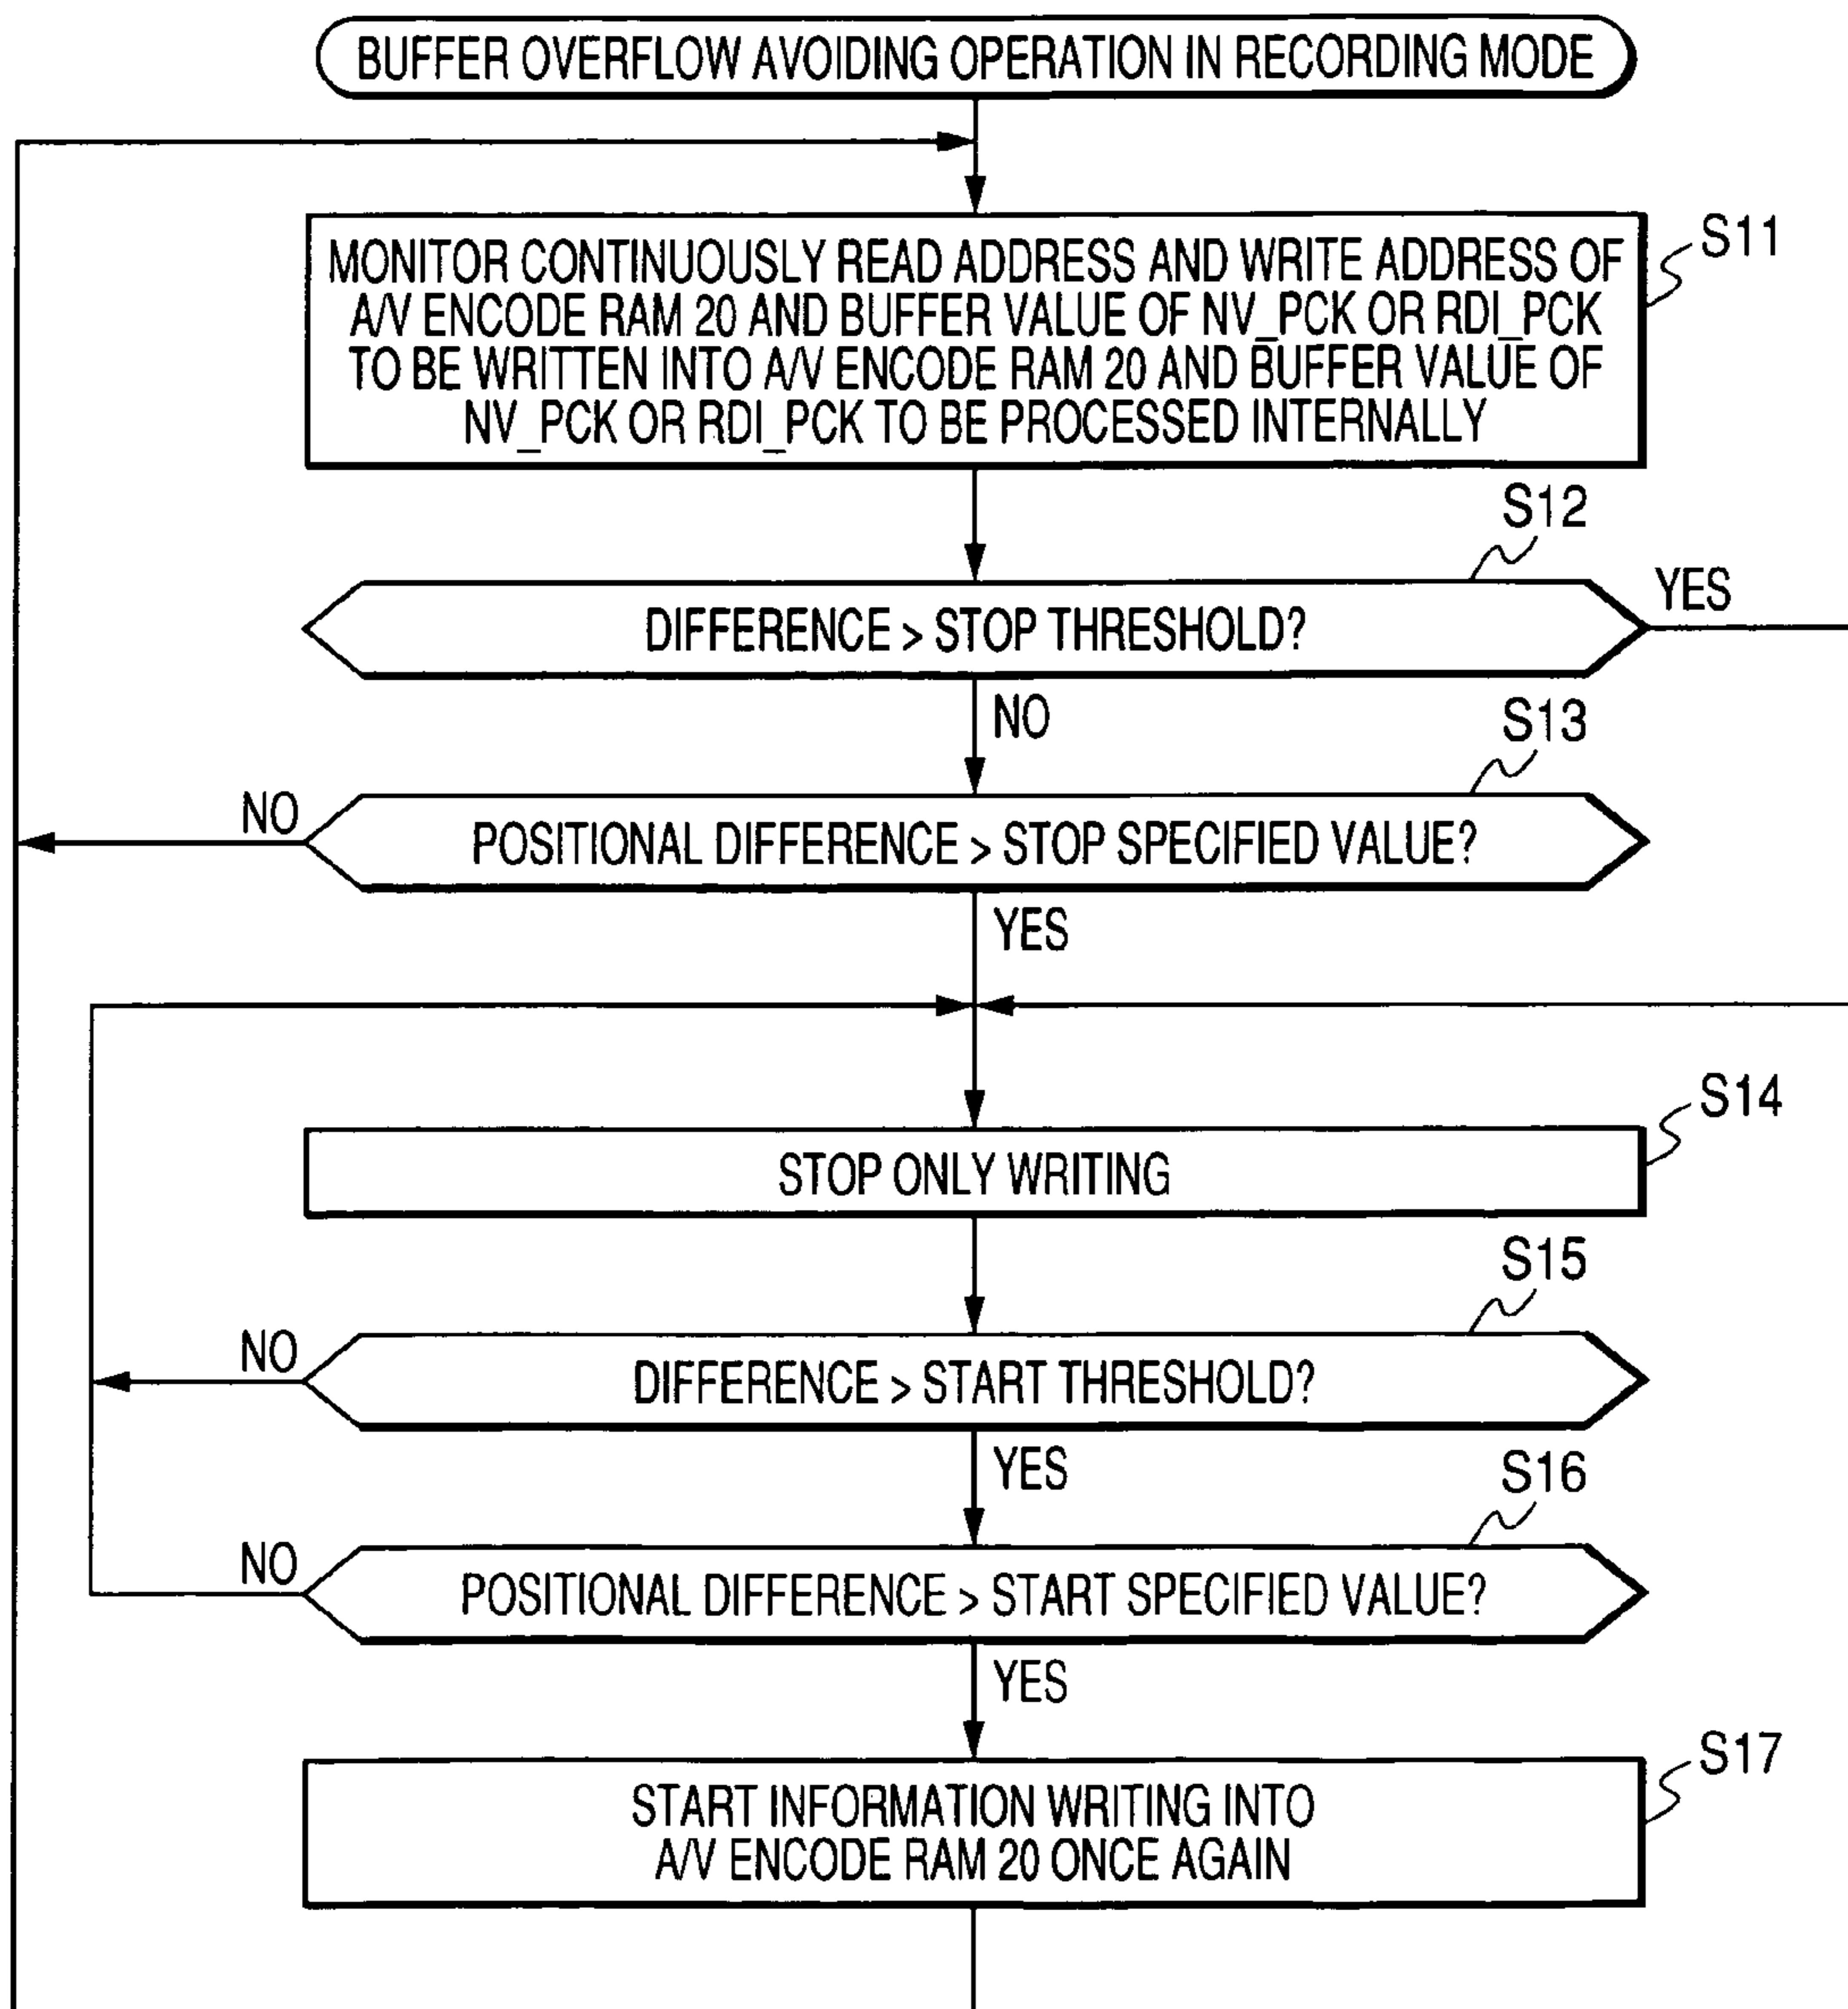 BUFFER OVERFLOW AVOIDING OPERATION IN RECORDING MODE
S11
MONITOR CONTINUOUSLY READ ADDRESS AND WRITE ADDRESS OF
A/V ENCODE RAM 20 AND BUFFER VALUE OF NV_PCK OR RDI_PCK
TO BE WRITTEN INTO A/V ENCODE RAM 20 AND BUFFER VALUE OF
NV_PCK OR RDI_PCK TO BE PROCESSED INTERNALLY
S12
YES
DIFFERENCE > STOP THRESHOLD?
NO
S13
NO
POSITIONAL DIFFERENCE > STOP SPECIFIED VALUE?
YES
S14
STOP ONLY WRITING
S15
NO
DIFFERENCE > START THRESHOLD?
YES
S16
NO
POSITIONAL DIFFERENCE > START SPECIFIED VALUE?
YES
S17
START INFORMATION WRITING INTO
A/V ENCODE RAM 20 ONCE AGAIN